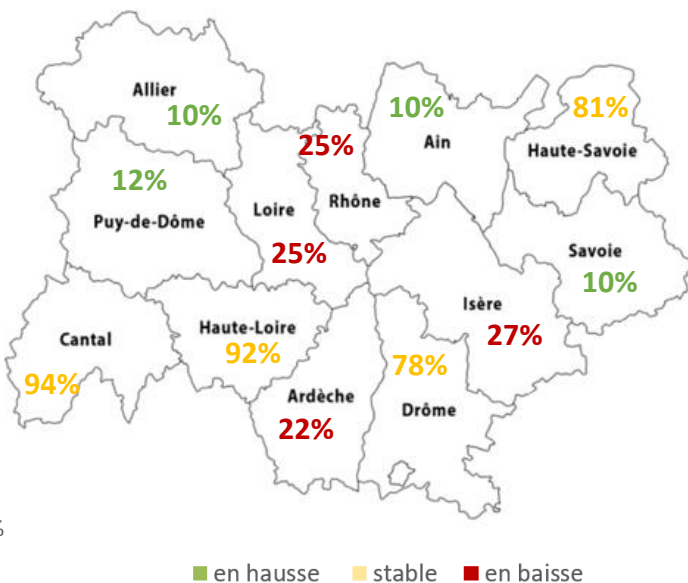 Allier
10%
10%
Ain
81%
Haute-Savoie
25%
Rhône
12%
Puy-de-Dôme
Loire
25%
Savoie
10%
Isère
27%
Cantal
94%
Haute-Loire
92%
78%
Drôme
Ardèche
22%
%
en hausse stable en baisse